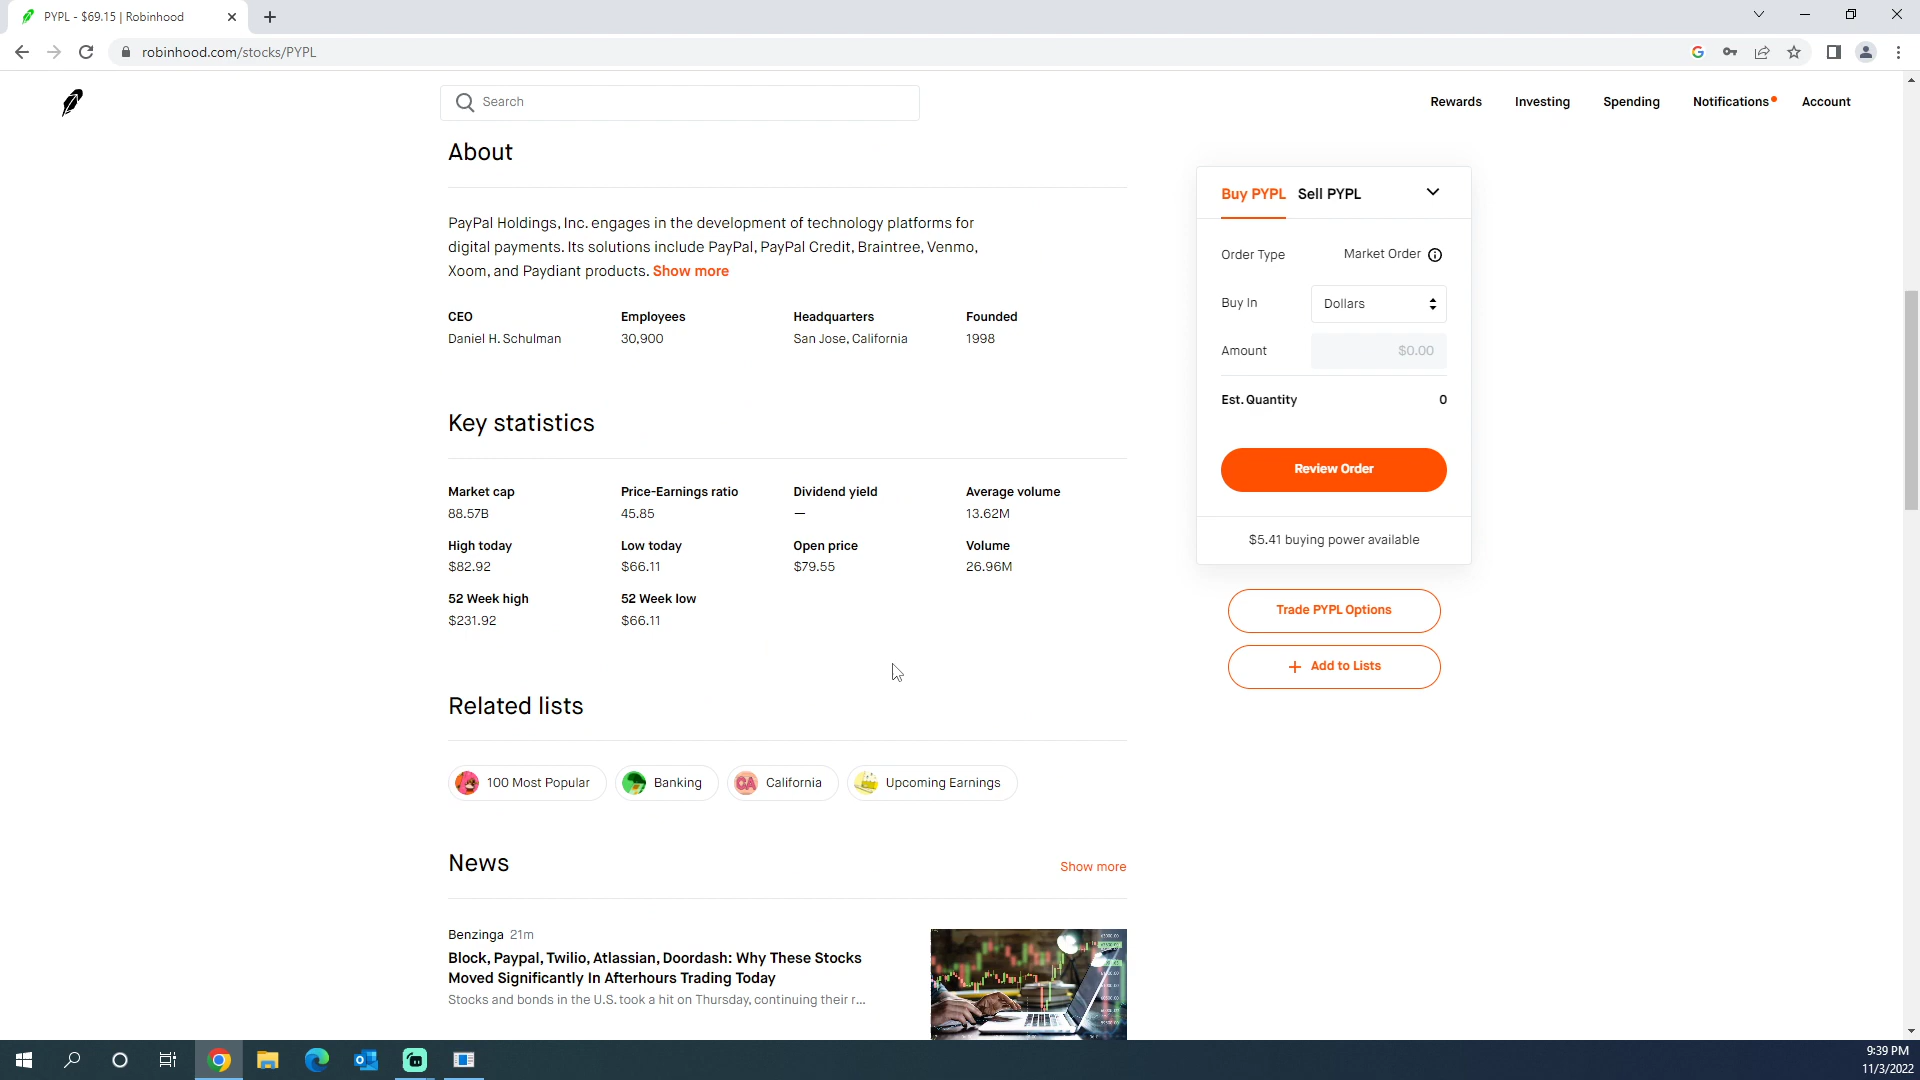 PYPL - $69.15 | Robinhood
robinhood.com/stocks/PYPL
Search
Rewards
Investing
Spending
Notifications
Account
About
PayPal Holdings, Inc. engages in the development of technology platforms for
digital payments. Its solutions include PayPal, PayPal Credit, Braintree, Venmo,
Xoom, and Paydiant products. Show more
CEO Employees Headquarters Founded
Daniel H. Schulman 30,900 San Jose, California 1998
Key statistics
Market cap Price-Earnings ratio Dividend yield Average volume
88.57B 45.85 — 13.62M
High today Low today Open price Volume
$82.92 $66.11 $79.55 26.96M
52 Week high 52 Week low
$231.92 $66.11
Related lists
100 Most Popular Banking CA California Upcoming Earnings
News Show more
Benzinga 21m
Block, Paypal, Twilio, Atlassian, Doordash: Why These Stocks
Moved Significantly In Afterhours Trading Today
Stocks and bonds in the U.S. took a hit on Thursday, continuing their r...
Buy PYPL Sell PYPL
Order Type Market Order
Buy In Dollars
Amount $0.00
Est. Quantity 0
Review Order
$5.41 buying power available
Trade PYPL Options
+ Add to Lists
9:39 PM
11/3/2022